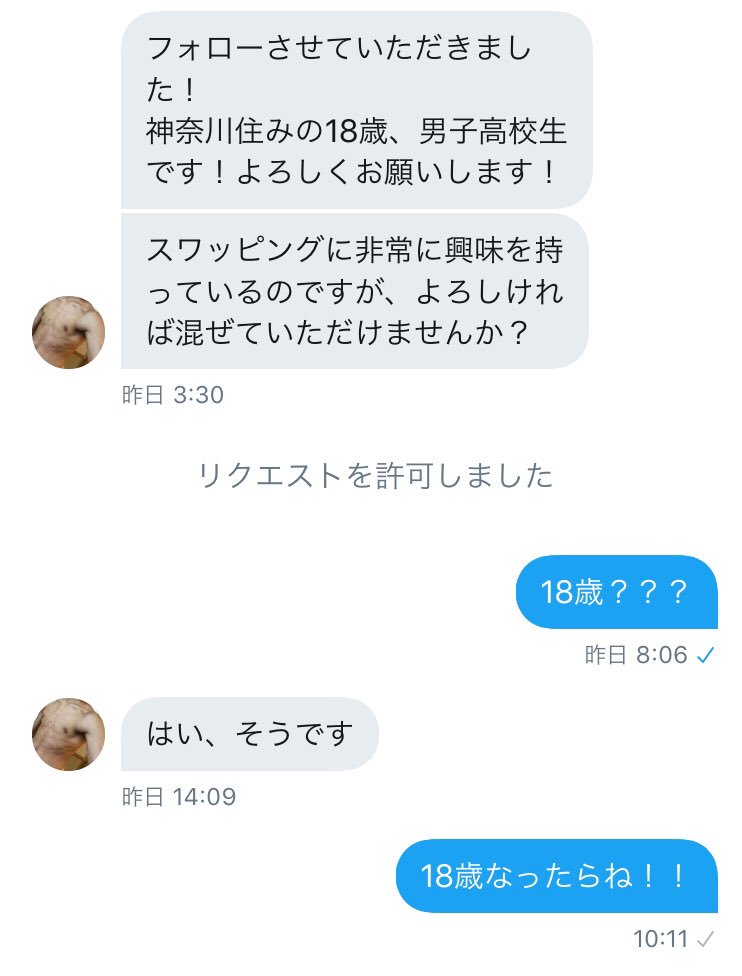 フォローさせていただきまし
た！
神奈川住みの18歳、男子高校生
です！よろしくお願いします！
スワッピングに非常に興味を持
っているのですが、よろしけれ
ば混ぜていただけませんか？
昨日 3:30
リクエストを許可しました
18歳？？？
昨日 8:06
はい、そうです
昨日 14:09
18歳なったらね！！
10:11